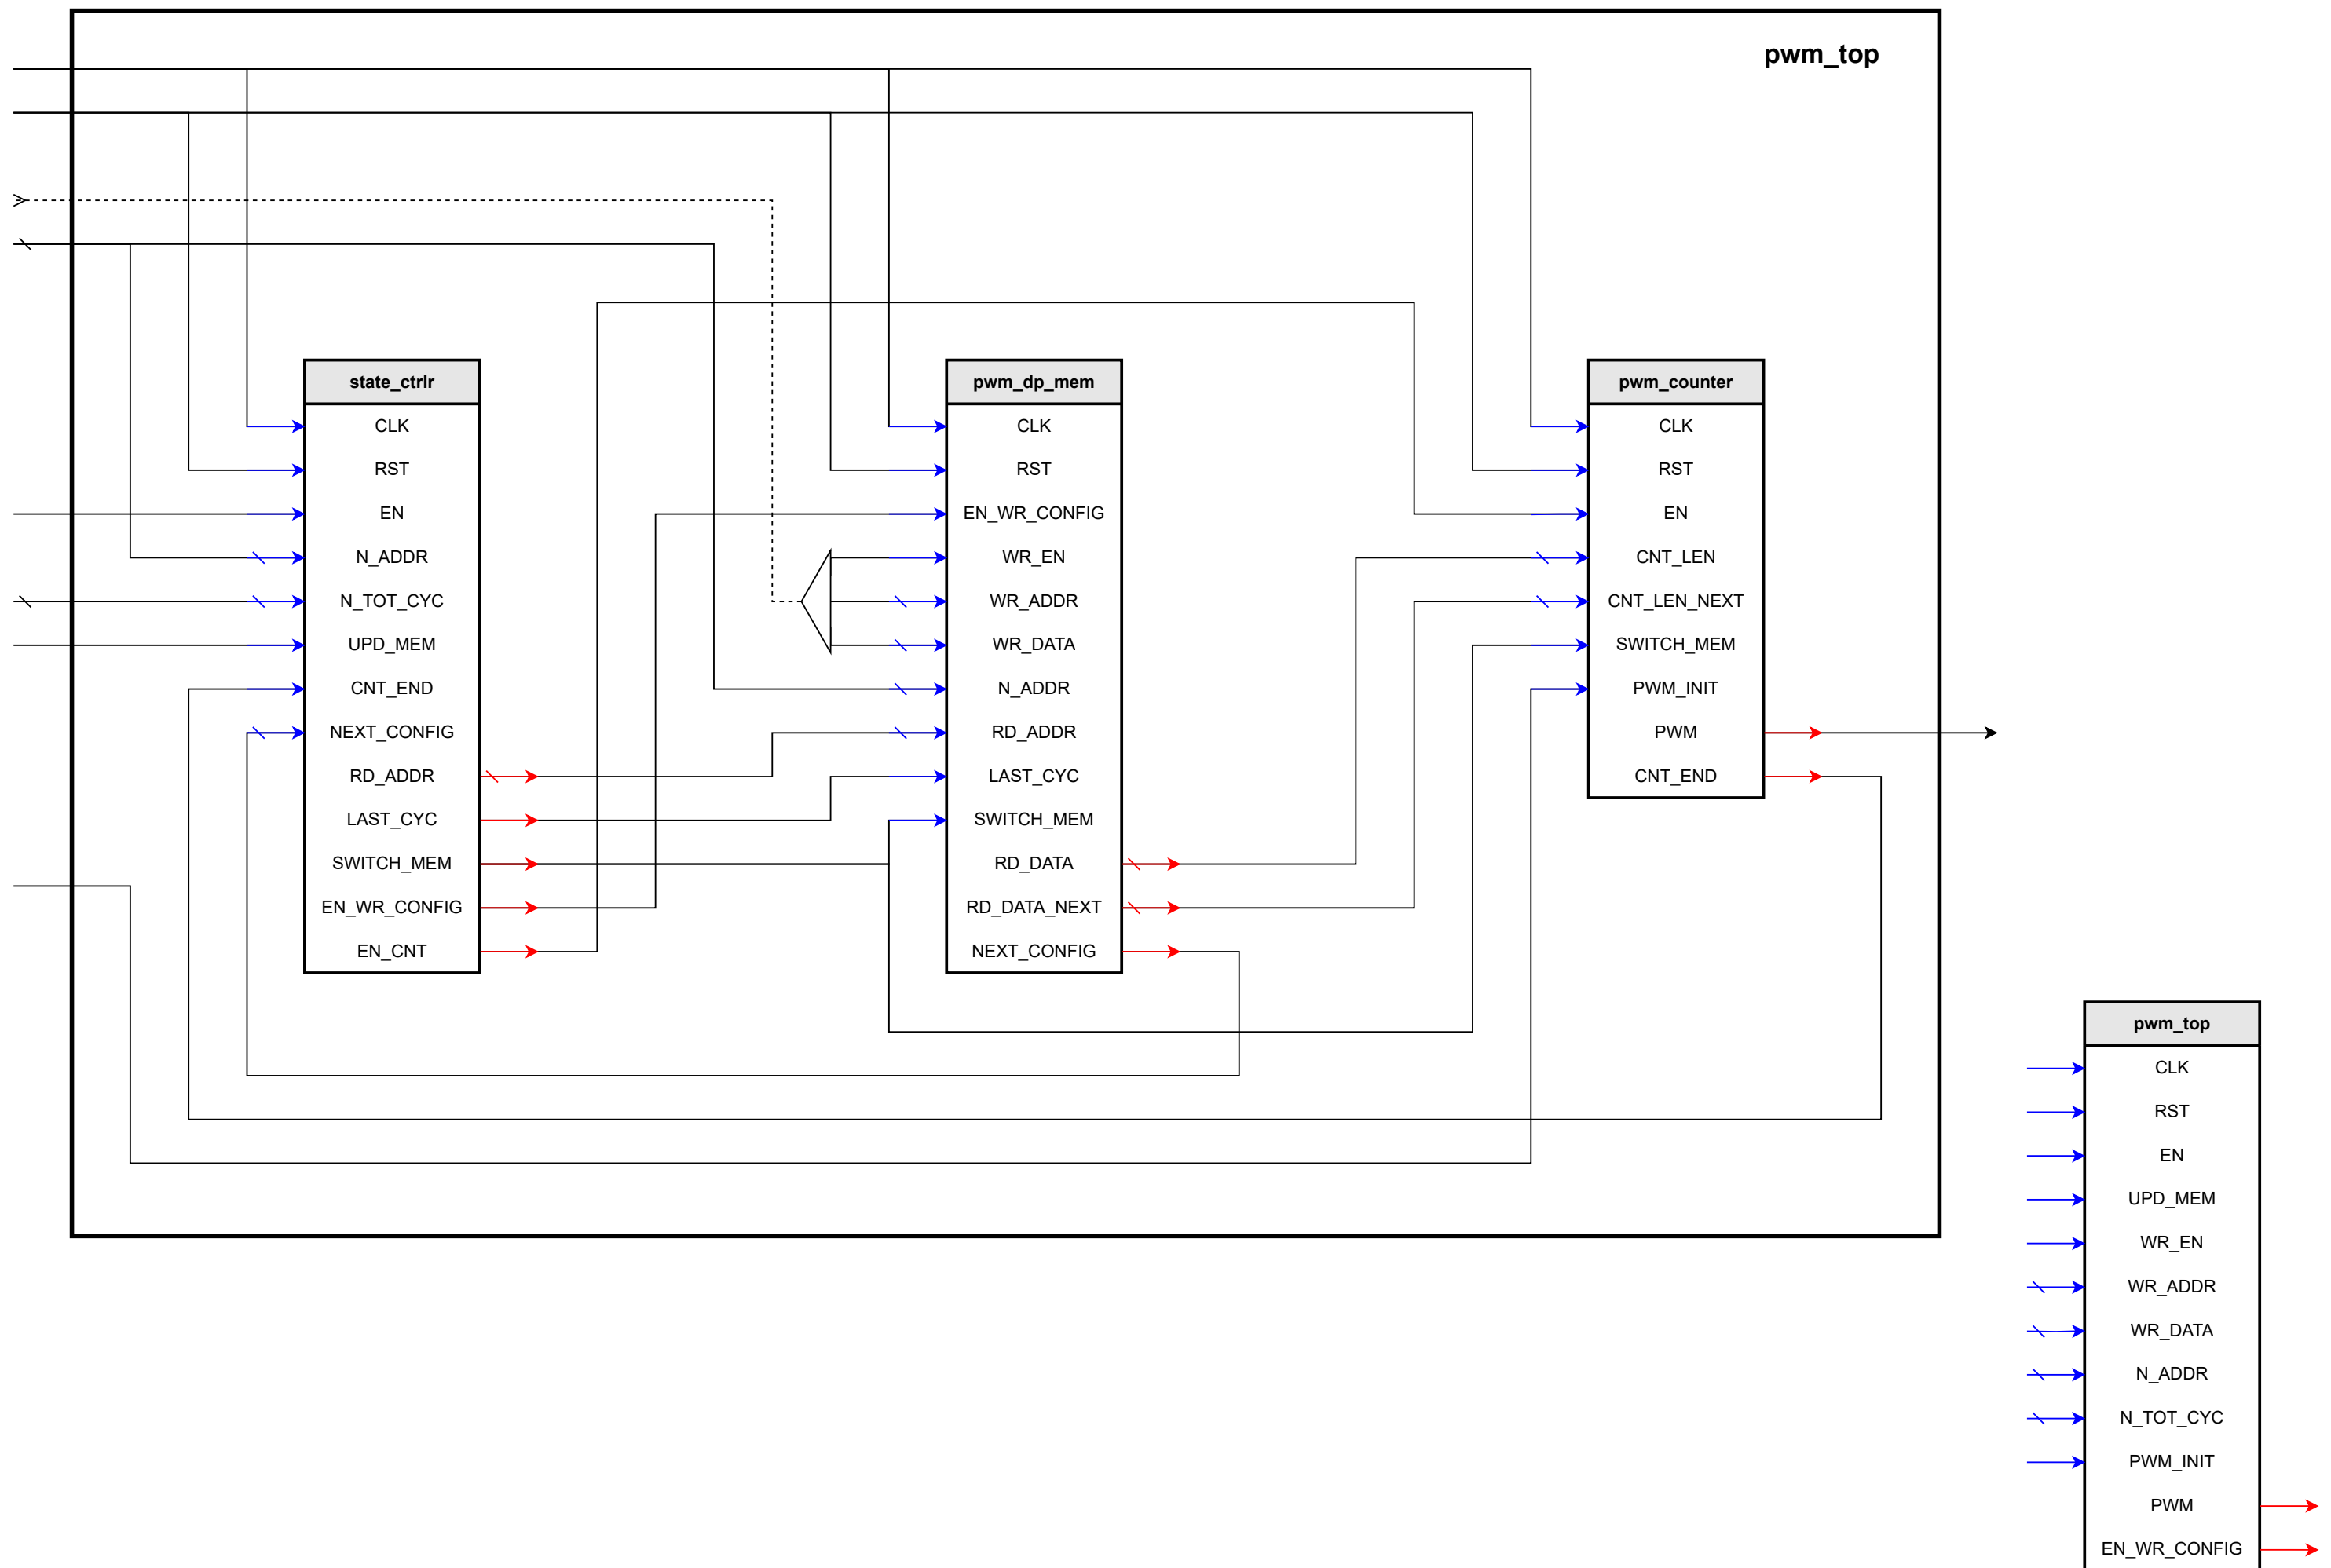 pwm_top
state_ctrlr
CLK
RST
EN
N_ADDR
N_TOT_CYC
UPD_MEM
CNT_END
NEXT_CONFIG
RD_ADDR
LAST_CYC
SWITCH_MEM
EN_WR_CONFIG
EN_CNT
pwm_dp_mem
CLK
RST
EN_WR_CONFIG
WR_EN
WR_ADDR
WR_DATA
N_ADDR
RD_ADDR
LAST_CYC
SWITCH_MEM
RD_DATA
RD_DATA_NEXT
NEXT_CONFIG
pwm_counter
CLK
RST
EN
CNT_LEN
CNT_LEN_NEXT
SWITCH_MEM
PWM_INIT
PWM
CNT_END
pwm_top
CLK
RST
EN
UPD_MEM
WR_EN
WR_ADDR
WR_DATA
N_ADDR
N_TOT_CYC
PWM_INIT
PWM
EN_WR_CONFIG